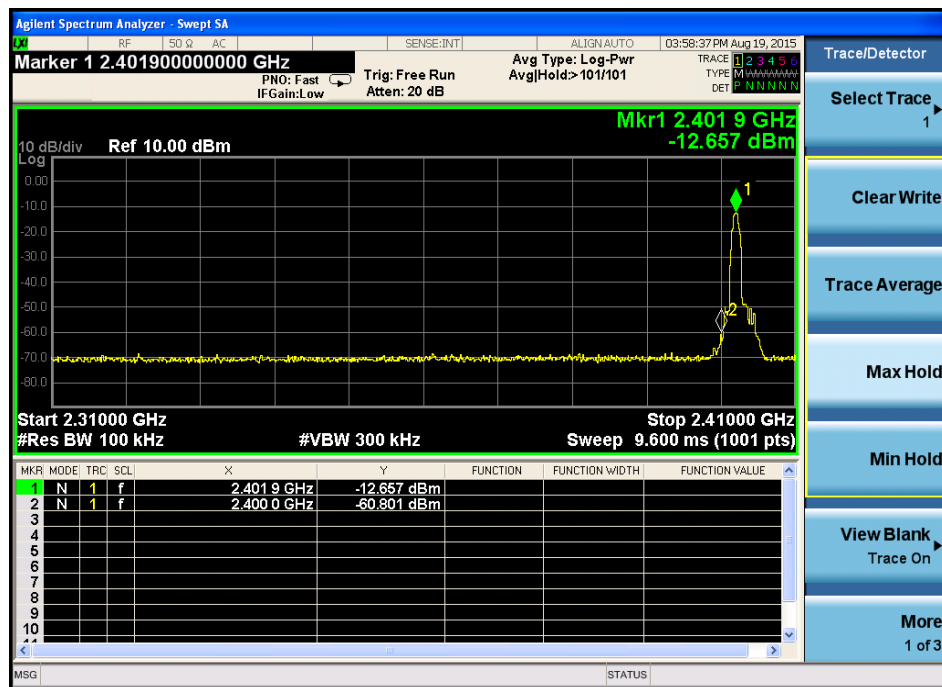 Agilent Spectrum Analyzer - Swept SA
LXI RF 50 Ω AC SENSE:INT ALIGN AUTO 03:58:37 PM Aug 19, 2015
Marker 1 2.401900000000 GHz
PNO: Fast
IFGain:Low
Trig: Free Run
Atten: 20 dB
Avg Type: Log-Pwr
Avg|Hold:>101/101
TRACE 1 2 3 4 5 6
TYPE M WWWWW
DET P N N N N N
Mkr1 2.401 9 GHz
-12.657 dBm
10 dB/div Ref 10.00 dBm
Log
0.00
-10.0
-20.0
-30.0
-40.0
-50.0
-60.0
-70.0
-80.0
1
2
Start 2.31000 GHz Stop 2.41000 GHz
#Res BW 100 kHz #VBW 300 kHz Sweep 9.600 ms (1001 pts)
MKR MODE TRC SCL X Y FUNCTION FUNCTION WIDTH FUNCTION VALUE
1 N 1 f 2.401 9 GHz -12.657 dBm
2 N 1 f 2.400 0 GHz -60.801 dBm
3
4
5
6
7
8
9
10
11
MSG STATUS
Trace/Detector
Select Trace
1
Clear Write
Trace Average
Max Hold
Min Hold
View Blank
Trace On
More
1 of 3